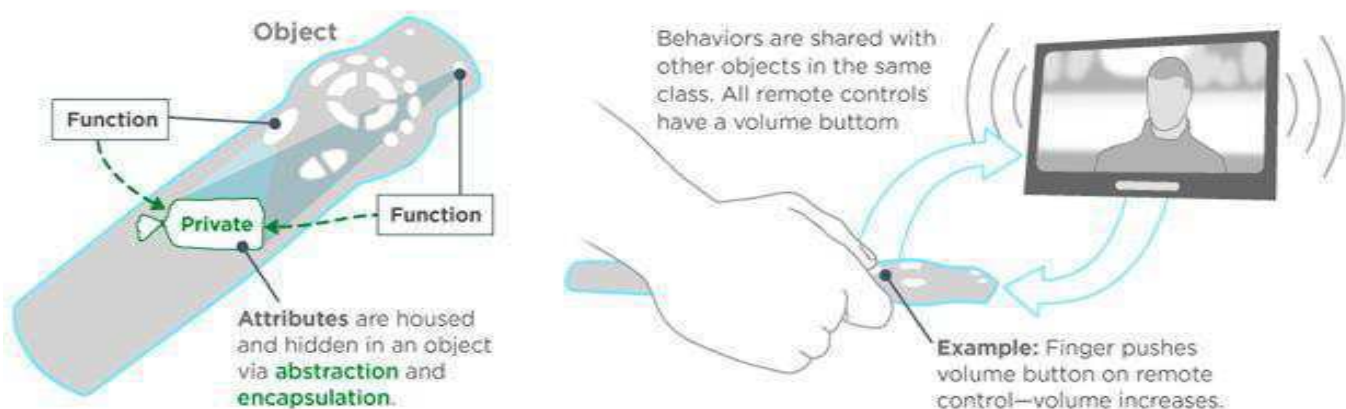 Object
Function
Private
Function
Attributes are housed
and hidden in an object
via abstraction and
encapsulation.
Behaviors are shared with
other objects in the same
class. All remote controls
have a volume buttom
Example: Finger pushes
volume button on remote
control—volume increases.